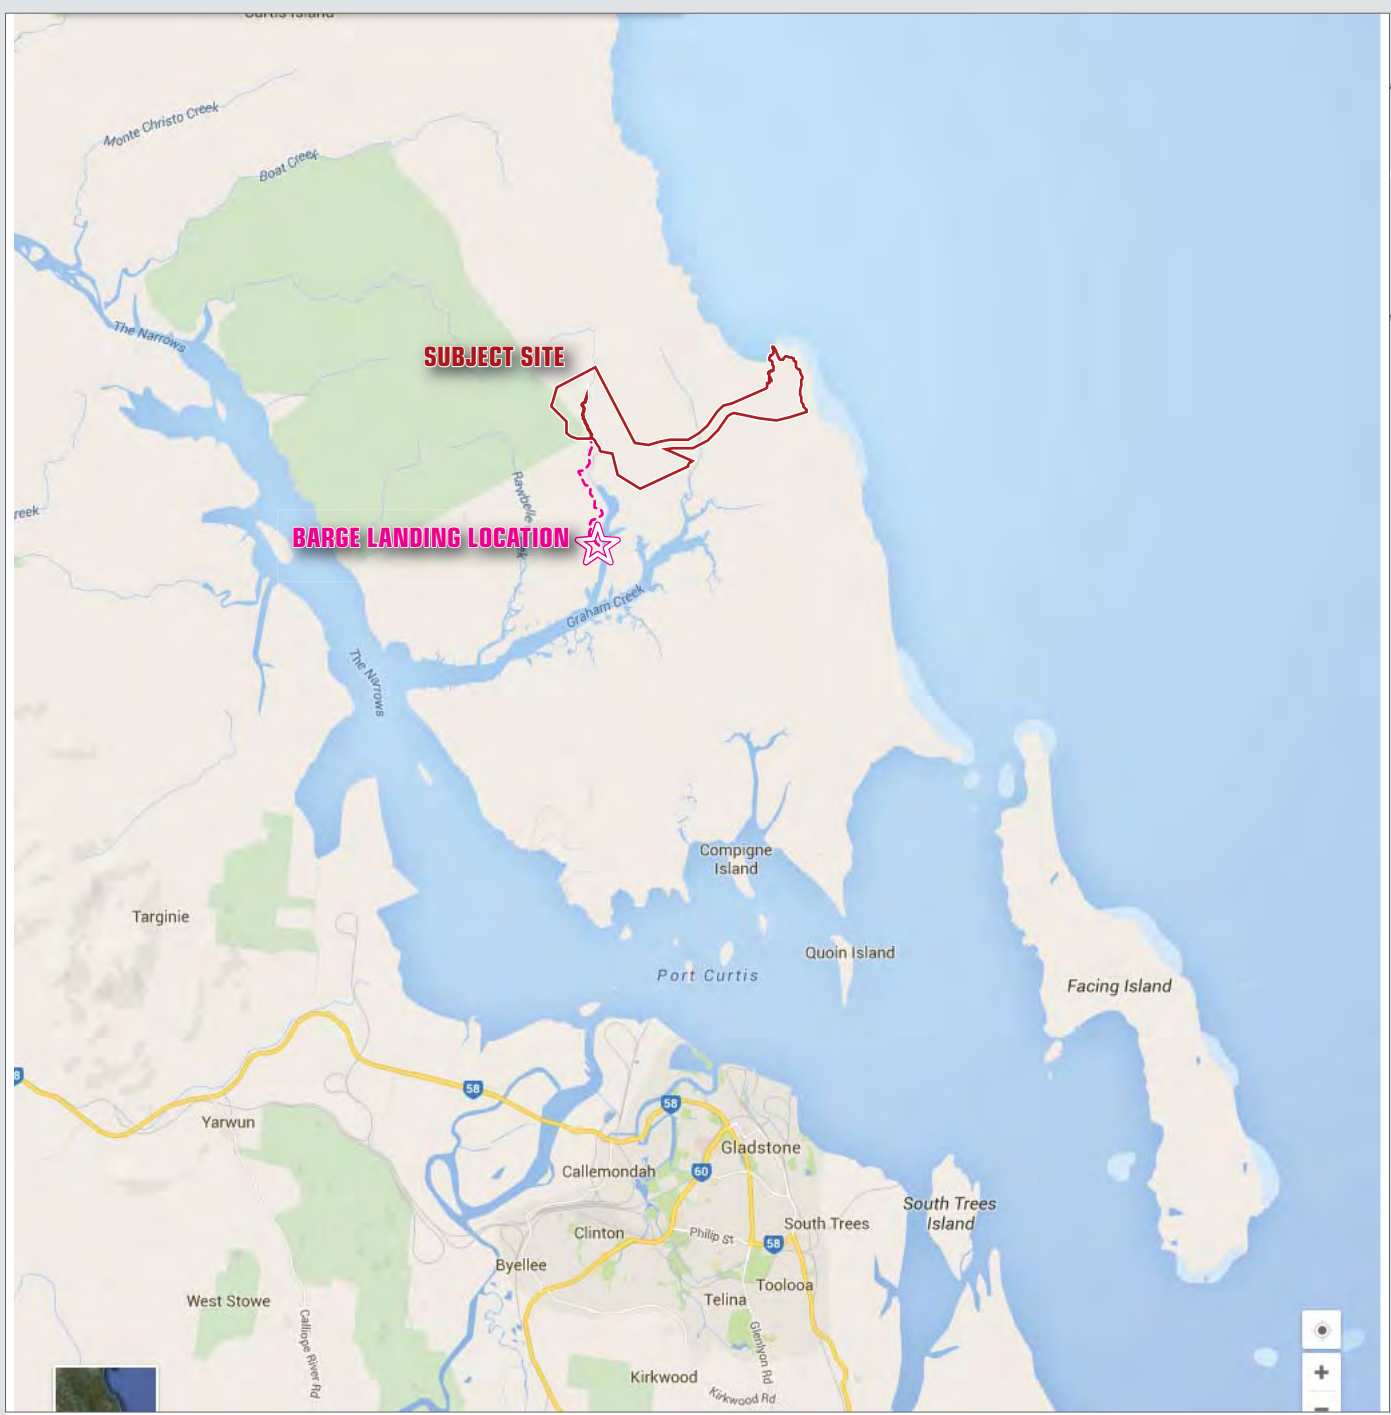 Curtis Island
Monte Christo Creek
Boat Creek
The Narrows
SUBJECT SITE
Rawbelle
reek
BARGE LANDING LOCATION
Graham Creek
The Narrows
Compigne
Island
Targinie
Quoin Island
Port Curtis
Facing Island
58
58
Yarwun
Gladstone
Callemondah
60
South Trees
Island
South Trees
Clinton
Philip St
58
Byellee
Toolooa
Telina
West Stowe
Calliope River Rd
Glenlyon Rd
Kirkwood
Kirkwood Rd